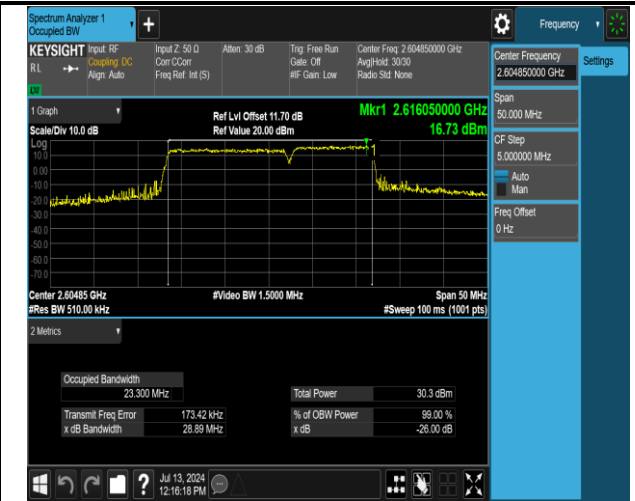 Spectrum Analyzer 1
Occupied BW
+
Frequency
KEYSIGHT
RL
LXI
Input: RF
Coupling: DC
Align: Auto
Input Z: 50 Ω
Corr CCorr
Freq Ref: Int (S)
Atten: 30 dB
Trig: Free Run
Gate: Off
#IF Gain: Low
Center Freq: 2.604850000 GHz
Avg|Hold: 30/30
Radio Std: None
Center Frequency
2.604850000 GHz
Settings
Span
50.000 MHz
CF Step
5.000000 MHz
Auto
Man
Freq Offset
0 Hz
1 Graph
Scale/Div 10.0 dB
Ref Lvl Offset 11.70 dB
Ref Value 20.00 dBm
Mkr1 2.616050000 GHz
16.73 dBm
Log
10.0
0.00
-10.0
-20.0
-30.0
-40.0
-50.0
-60.0
-70.0
Center 2.60485 GHz
#Video BW 1.5000 MHz
Span 50 MHz
#Res BW 510.00 kHz
#Sweep 100 ms (1001 pts)
2 Metrics
Occupied Bandwidth
23.300 MHz
Total Power 30.3 dBm
Transmit Freq Error 173.42 kHz
% of OBW Power 99.00 %
x dB Bandwidth 28.89 MHz
x dB -26.00 dB
?
Jul 13, 2024
12:16:18 PM